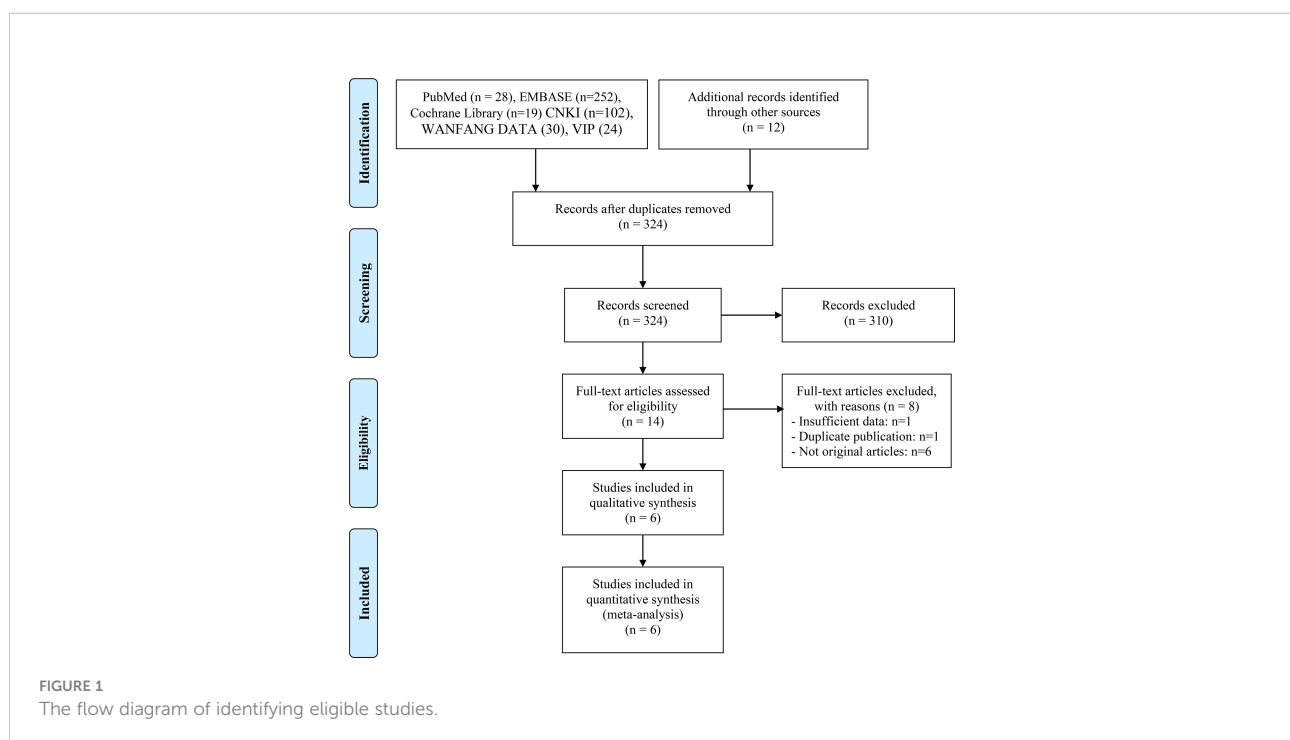 Identification
PubMed (n = 28), EMBASE (n=252),
Cochrane Library (n=19) CNKI (n=102),
WANFANG DATA (30), VIP (24)
Additional records identified
through other sources
(n = 12)
Records after duplicates removed
(n = 324)
Screening
Records screened
(n = 324)
Records excluded
(n = 310)
Eligibility
Full-text articles assessed
for eligibility
(n = 14)
Full-text articles excluded,
with reasons (n = 8)
- Insufficient data: n=1
- Duplicate publication: n=1
- Not original articles: n=6
Studies included in
qualitative synthesis
(n = 6)
Included
Studies included in
quantitative synthesis
(meta-analysis)
(n = 6)
FIGURE 1
The flow diagram of identifying eligible studies.